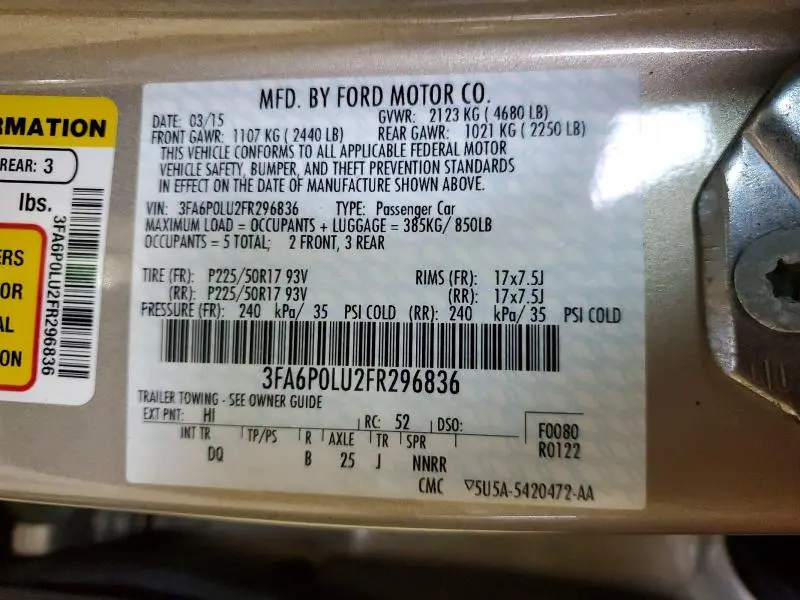 RMATION
REAR: 3
lbs.
3FA6P0LU2FR296836
ERS
OR
AL
ON
MFD. BY FORD MOTOR CO.
DATE: 03/15 GVWR: 2123 KG ( 4680 LB)
FRONT GAWR: 1107 KG ( 2440 LB) REAR GAWR: 1021 KG ( 2250 LB)
THIS VEHICLE CONFORMS TO ALL APPLICABLE FEDERAL MOTOR
VEHICLE SAFETY, BUMPER, AND THEFT PREVENTION STANDARDS
IN EFFECT ON THE DATE OF MANUFACTURE SHOWN ABOVE.
VIN: 3FA6P0LU2FR296836 TYPE: Passenger Car
MAXIMUM LOAD = OCCUPANTS + LUGGAGE = 385KG/ 850LB
OCCUPANTS = 5 TOTAL; 2 FRONT, 3 REAR
TIRE (FR): P225/50R17 93V RIMS (FR): 17x7.5J
(RR): P225/50R17 93V (RR): 17x7.5J
PRESSURE (FR): 240 kPa/ 35 PSI COLD (RR): 240 kPa/ 35 PSI COLD
3FA6P0LU2FR296836
TRAILER TOWING - SEE OWNER GUIDE
EXT PNT: HI RC: 52 DSO: F0080
INT TR TP/PS R AXLE TR SPR R0122
DQ B 25 J NNRR
CMC ▽5U5A-5420472-AA